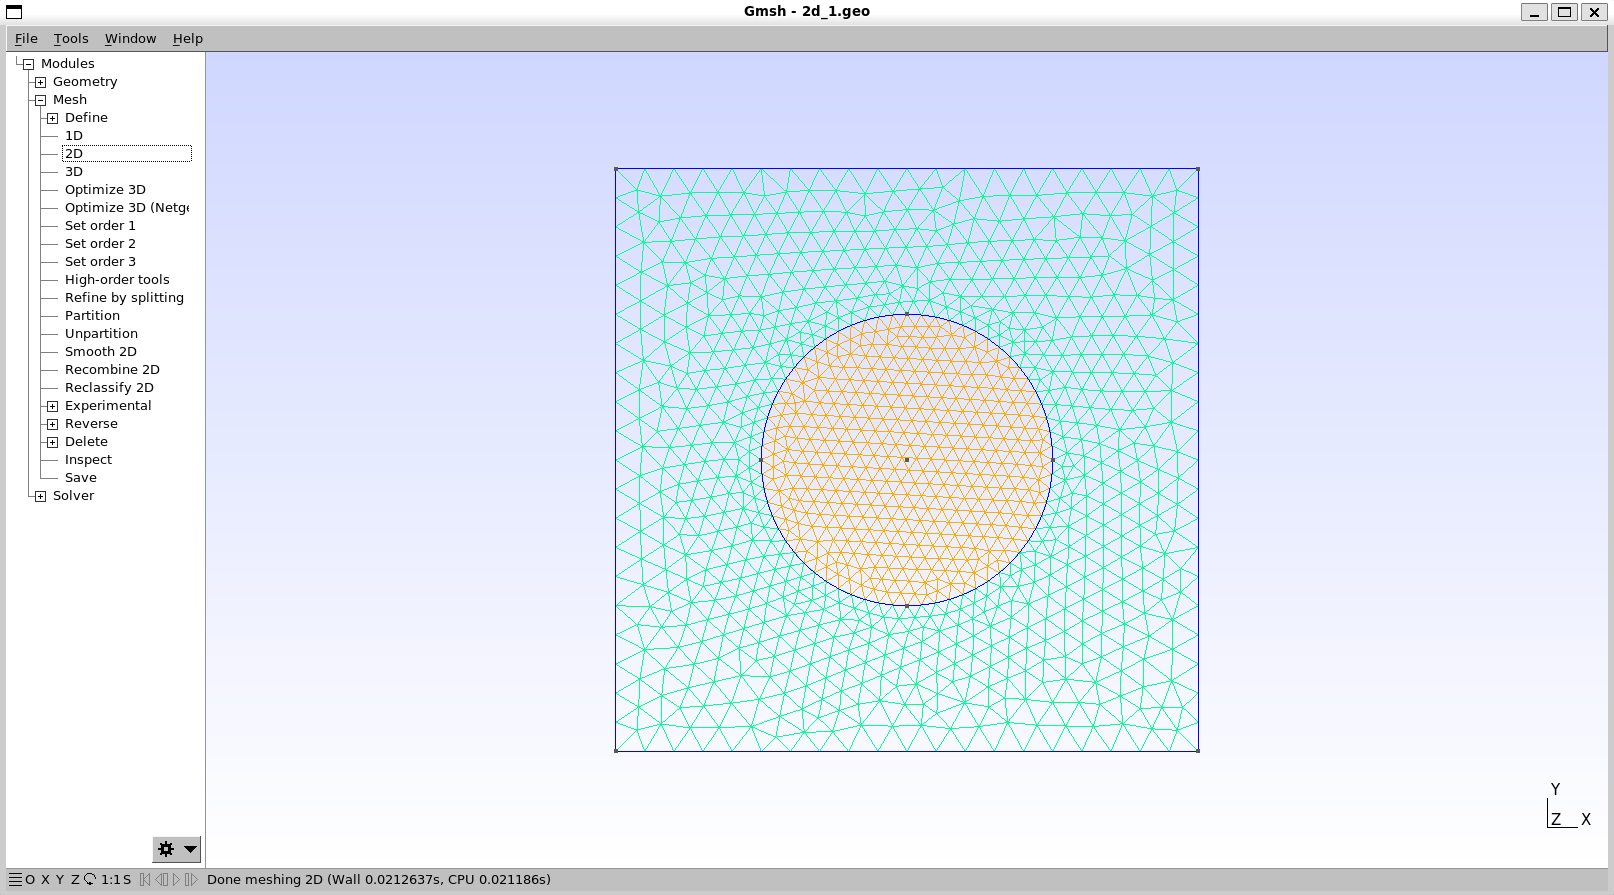 Gmsh - 2d_1.geo
File Tools Window Help
Modules
Geometry
Mesh
Define
1D
2D
3D
Optimize 3D
Optimize 3D (Netge
Set order 1
Set order 2
Set order 3
High-order tools
Refine by splitting
Partition
Unpartition
Smooth 2D
Recombine 2D
Reclassify 2D
Experimental
Reverse
Delete
Inspect
Save
Solver
Y
Z X
O X Y Z 1:1 S Done meshing 2D (Wall 0.0212637s, CPU 0.021186s)